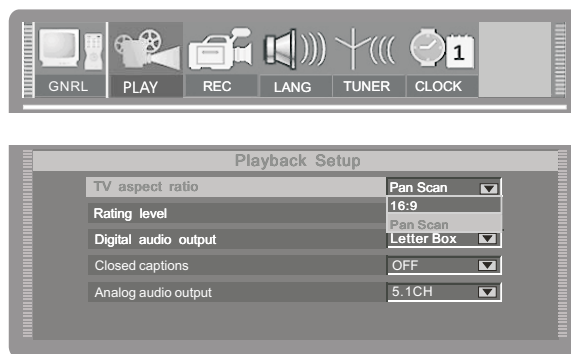 1
GNRL PLAY REC LANG TUNER CLOCK
Playback Setup
TV aspect ratio Pan Scan
16:9
Rating level
Pan Scan
Digital audio output Letter Box
Closed captions OFF
Analog audio output 5.1CH